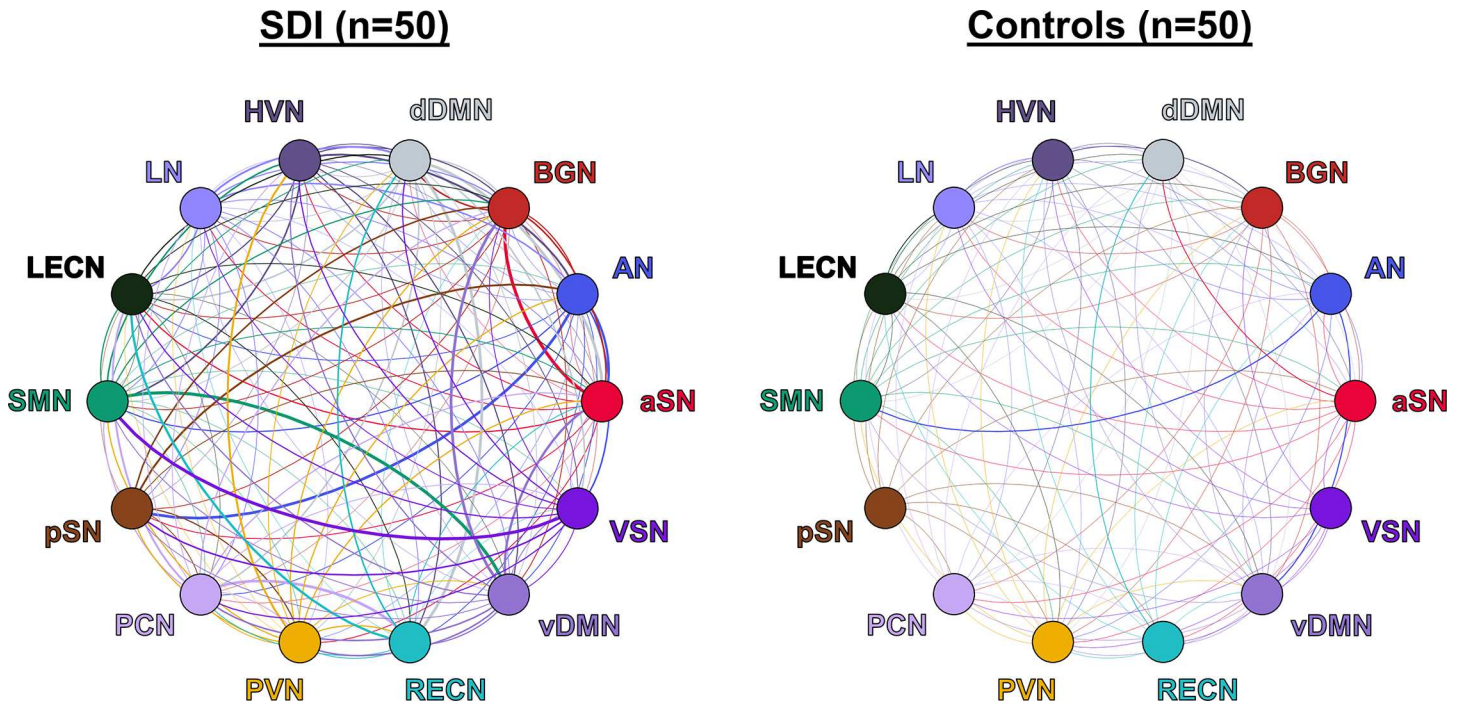 SDI (n=50)
HVN
dDMN
LN
BGN
LECN
AN
SMN
aSN
pSN
VSN
PCN
vDMN
PVN
RECN
Controls (n=50)
HVN
dDMN
LN
BGN
LECN
AN
SMN
aSN
pSN
VSN
PCN
vDMN
PVN
RECN